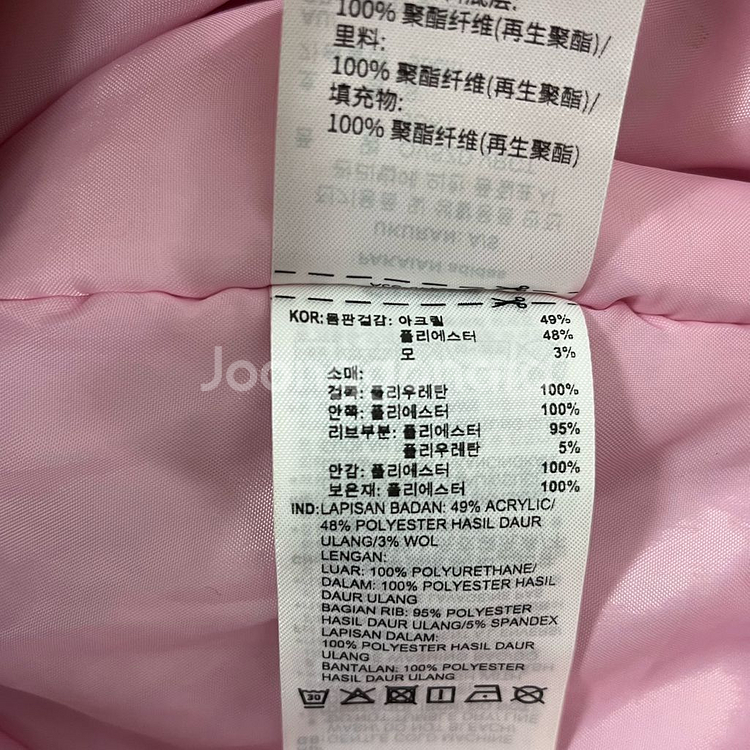 100% 聚酯纤维(再生聚酯)/
里料:
100% 聚酯纤维(再生聚酯)/
填充物:
100% 聚酯纤维(再生聚酯)
KOR:몸판겉감: 아크릴 49%
폴리에스터 48%
모 3%
소매:
겉쪽: 폴리우레탄 100%
안쪽: 폴리에스터 100%
리브부분: 폴리에스터 95%
폴리우레탄 5%
안감: 폴리에스터 100%
보온재: 폴리에스터 100%
IND:LAPISAN BADAN: 49% ACRYLIC/
48% POLYESTER HASIL DAUR
ULANG/3% WOL
LENGAN:
LUAR: 100% POLYURETHANE/
DALAM: 100% POLYESTER HASIL
DAUR ULANG
BAGIAN RIB: 95% POLYESTER
HASIL DAUR ULANG/5% SPANDEX
LAPISAN DALAM:
100% POLYESTER HASIL DAUR
ULANG
BANTALAN: 100% POLYESTER
HASIL DAUR ULANG
30